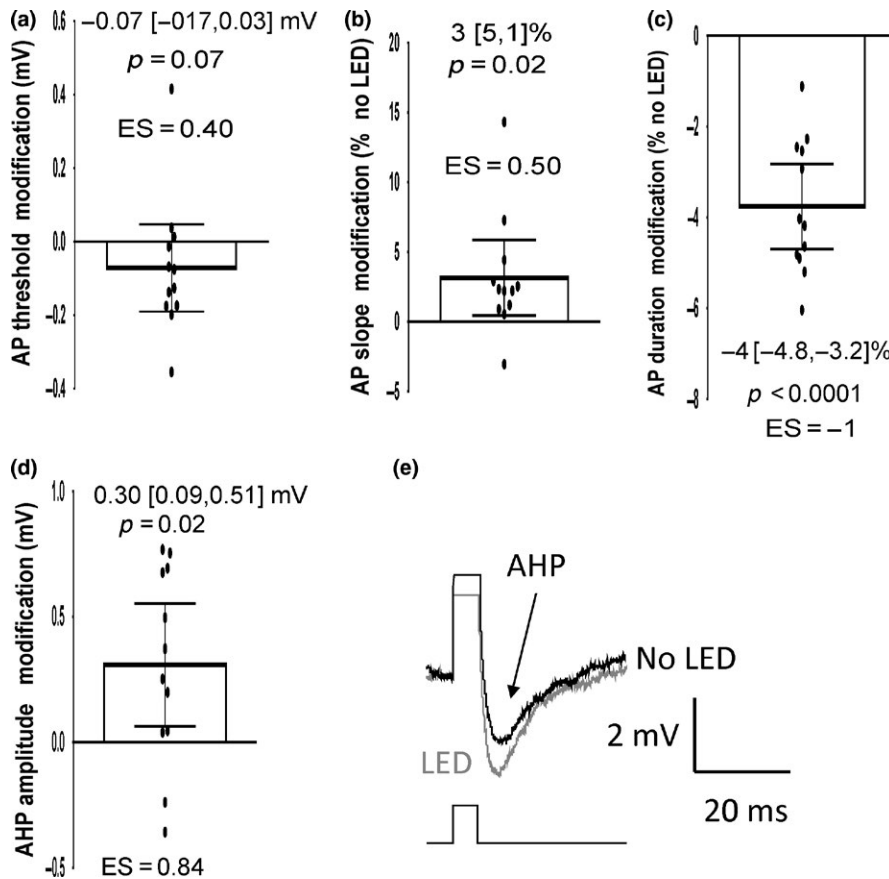 (a)
−0.07 [−017,0.03] mV
p = 0.07
ES = 0.40
AP threshold modification (mV)
0.6
0.4
0.2
0.0
−0.2
−0.4
(b)
3 [5,1]%
p = 0.02
ES = 0.50
AP slope modification (% no LED)
20
15
10
5
0
−5
(c)
AP duration modification (% no LED)
0
−2
−4
−6
−8
−4 [−4.8,−3.2]%
p < 0.0001
ES = −1
(d)
0.30 [0.09,0.51] mV
p = 0.02
AHP amplitude modification (mV)
1.0
0.5
0.0
−0.5
ES = 0.84
(e)
AHP
No LED
LED
2 mV
20 ms